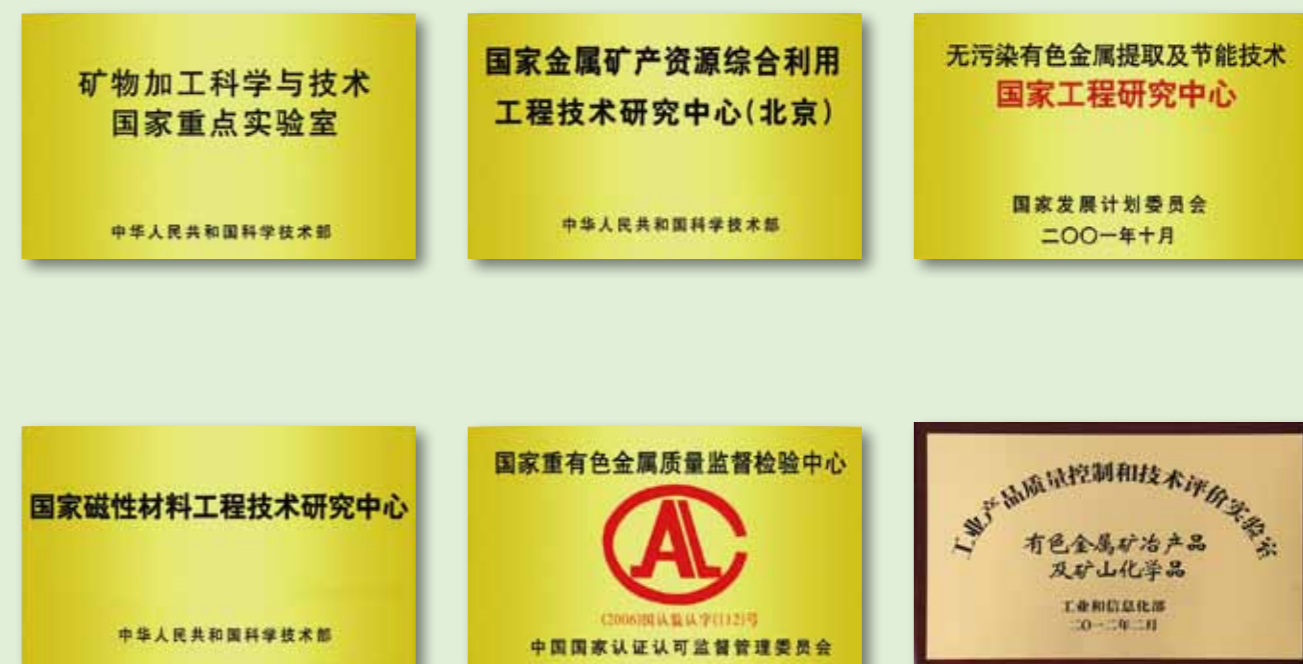 矿物加工科学与技术
国家重点实验室
中华人民共和国科学技术部
国家金属矿产资源综合利用
工程技术研究中心(北京)
中华人民共和国科学技术部
无污染有色金属提取及节能技术
国家工程研究中心
国家发展计划委员会
二〇〇一年十月
国家磁性材料工程技术研究中心
中华人民共和国科学技术部
国家重有色金属质量监督检验中心
CAL
(2006)国认监认字(112)号
中国国家认证认可监督管理委员会
工业产品质量控制和技术评价实验室
有色金属矿冶产品
及矿山化学品
工业和信息化部
二〇一二年二月